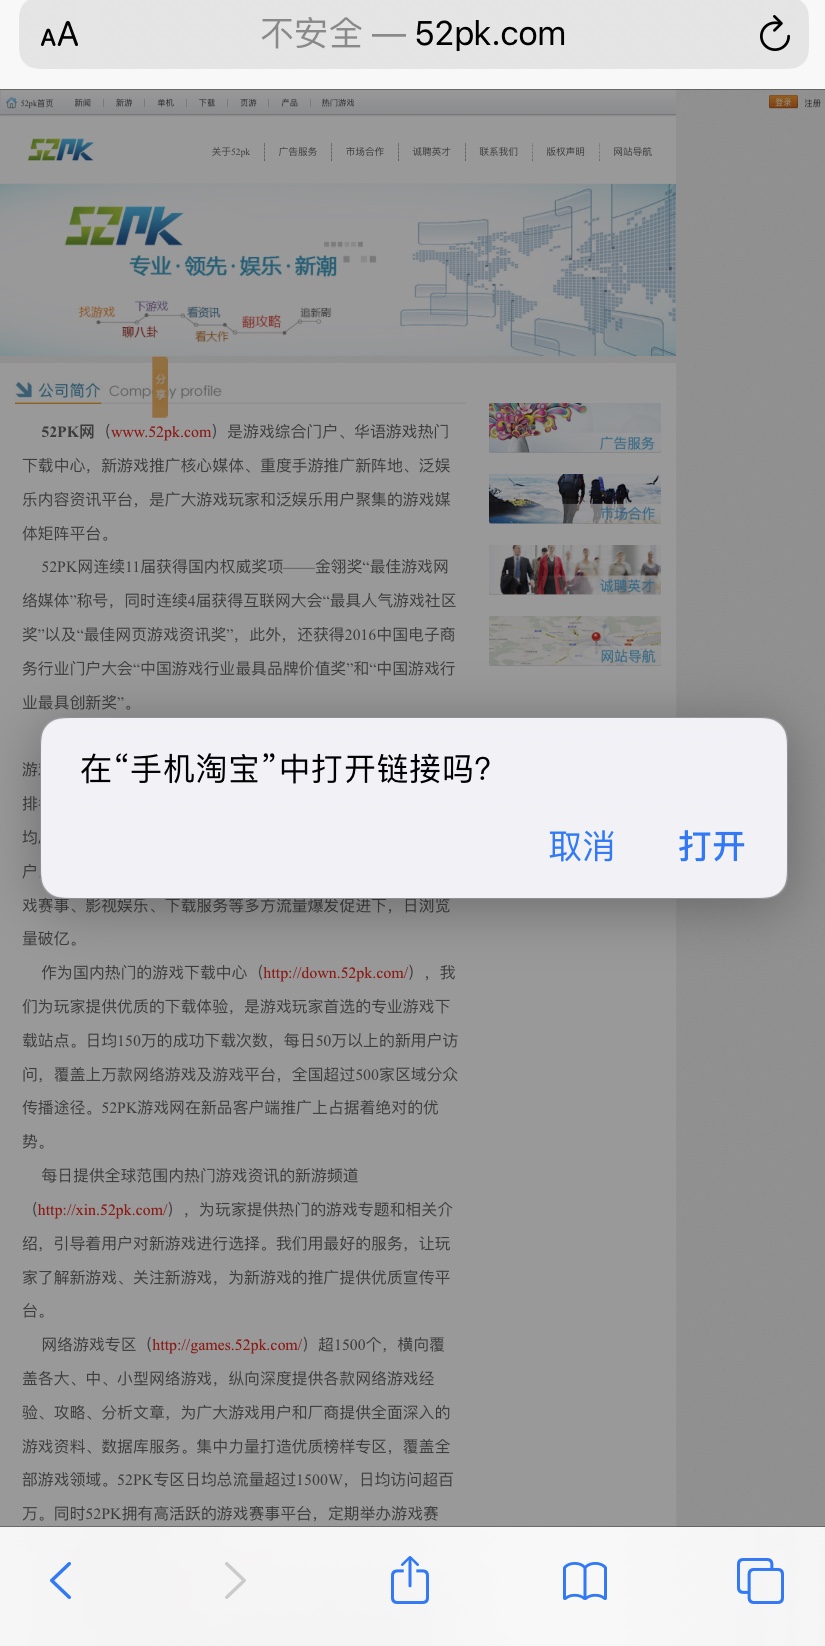 AA 不安全 — 52pk.com
52pk首页 新闻 新游 单机 下载 页游 产品 热门游戏 登录 注册
52PK 关于52pk 广告服务 市场合作 诚聘英才 联系我们 版权声明 网站导航
52PK
专业·领先·娱乐·新潮
找游戏 下游戏 看资讯 翻攻略 追新剧
聊八卦 看大作
分享
公司简介 Comp y profile
广告服务
市场合作
诚聘英才
网站导航
52PK网（www.52pk.com）是游戏综合门户、华语游戏热门
下载中心，新游戏推广核心媒体、重度手游推广新阵地、泛娱
乐内容资讯平台，是广大游戏玩家和泛娱乐用户聚集的游戏媒
体矩阵平台。
52PK网连续11届获得国内权威奖项——金翎奖“最佳游戏网
络媒体”称号，同时连续4届获得互联网大会“最具人气游戏社区
奖”以及“最佳网页游戏资讯奖”，此外，还获得2016中国电子商
务行业门户大会“中国游戏行业最具品牌价值奖”和“中国游戏行
业最具创新奖”。
在“手机淘宝”中打开链接吗？
取消 打开
游
排
均
户
戏赛事、影视娱乐、下载服务等多方流量爆发促进下，日浏览
量破亿。
作为国内热门的游戏下载中心（http://down.52pk.com/），我
们为玩家提供优质的下载体验，是游戏玩家首选的专业游戏下
载站点。日均150万的成功下载次数，每日50万以上的新用户访
问，覆盖上万款网络游戏及游戏平台，全国超过500家区域分众
传播途径。52PK游戏网在新品客户端推广上占据着绝对的优
势。
每日提供全球范围内热门游戏资讯的新游频道
（http://xin.52pk.com/），为玩家提供热门的游戏专题和相关介
绍，引导着用户对新游戏进行选择。我们用最好的服务，让玩
家了解新游戏、关注新游戏，为新游戏的推广提供优质宣传平
台。
网络游戏专区（http://games.52pk.com/）超1500个，横向覆
盖各大、中、小型网络游戏，纵向深度提供各款网络游戏经
验、攻略、分析文章，为广大游戏用户和厂商提供全面深入的
游戏资料、数据库服务。集中力量打造优质榜样专区，覆盖全
部游戏领域。52PK专区日均总流量超过1500W，日均访问超百
万。同时52PK拥有高活跃的游戏赛事平台，定期举办游戏赛